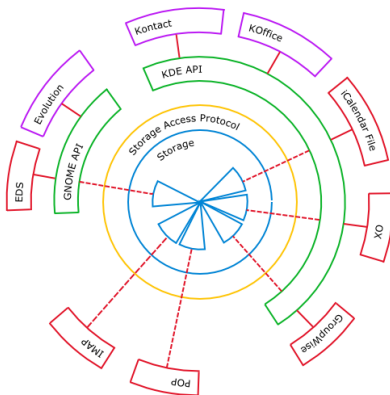 Kontact
KOffice
KDE API
Evolution
iCalendar File
Storage Access Protocol
Storage
GNOME API
EDS
OX
GroupWise
IMAP
POP